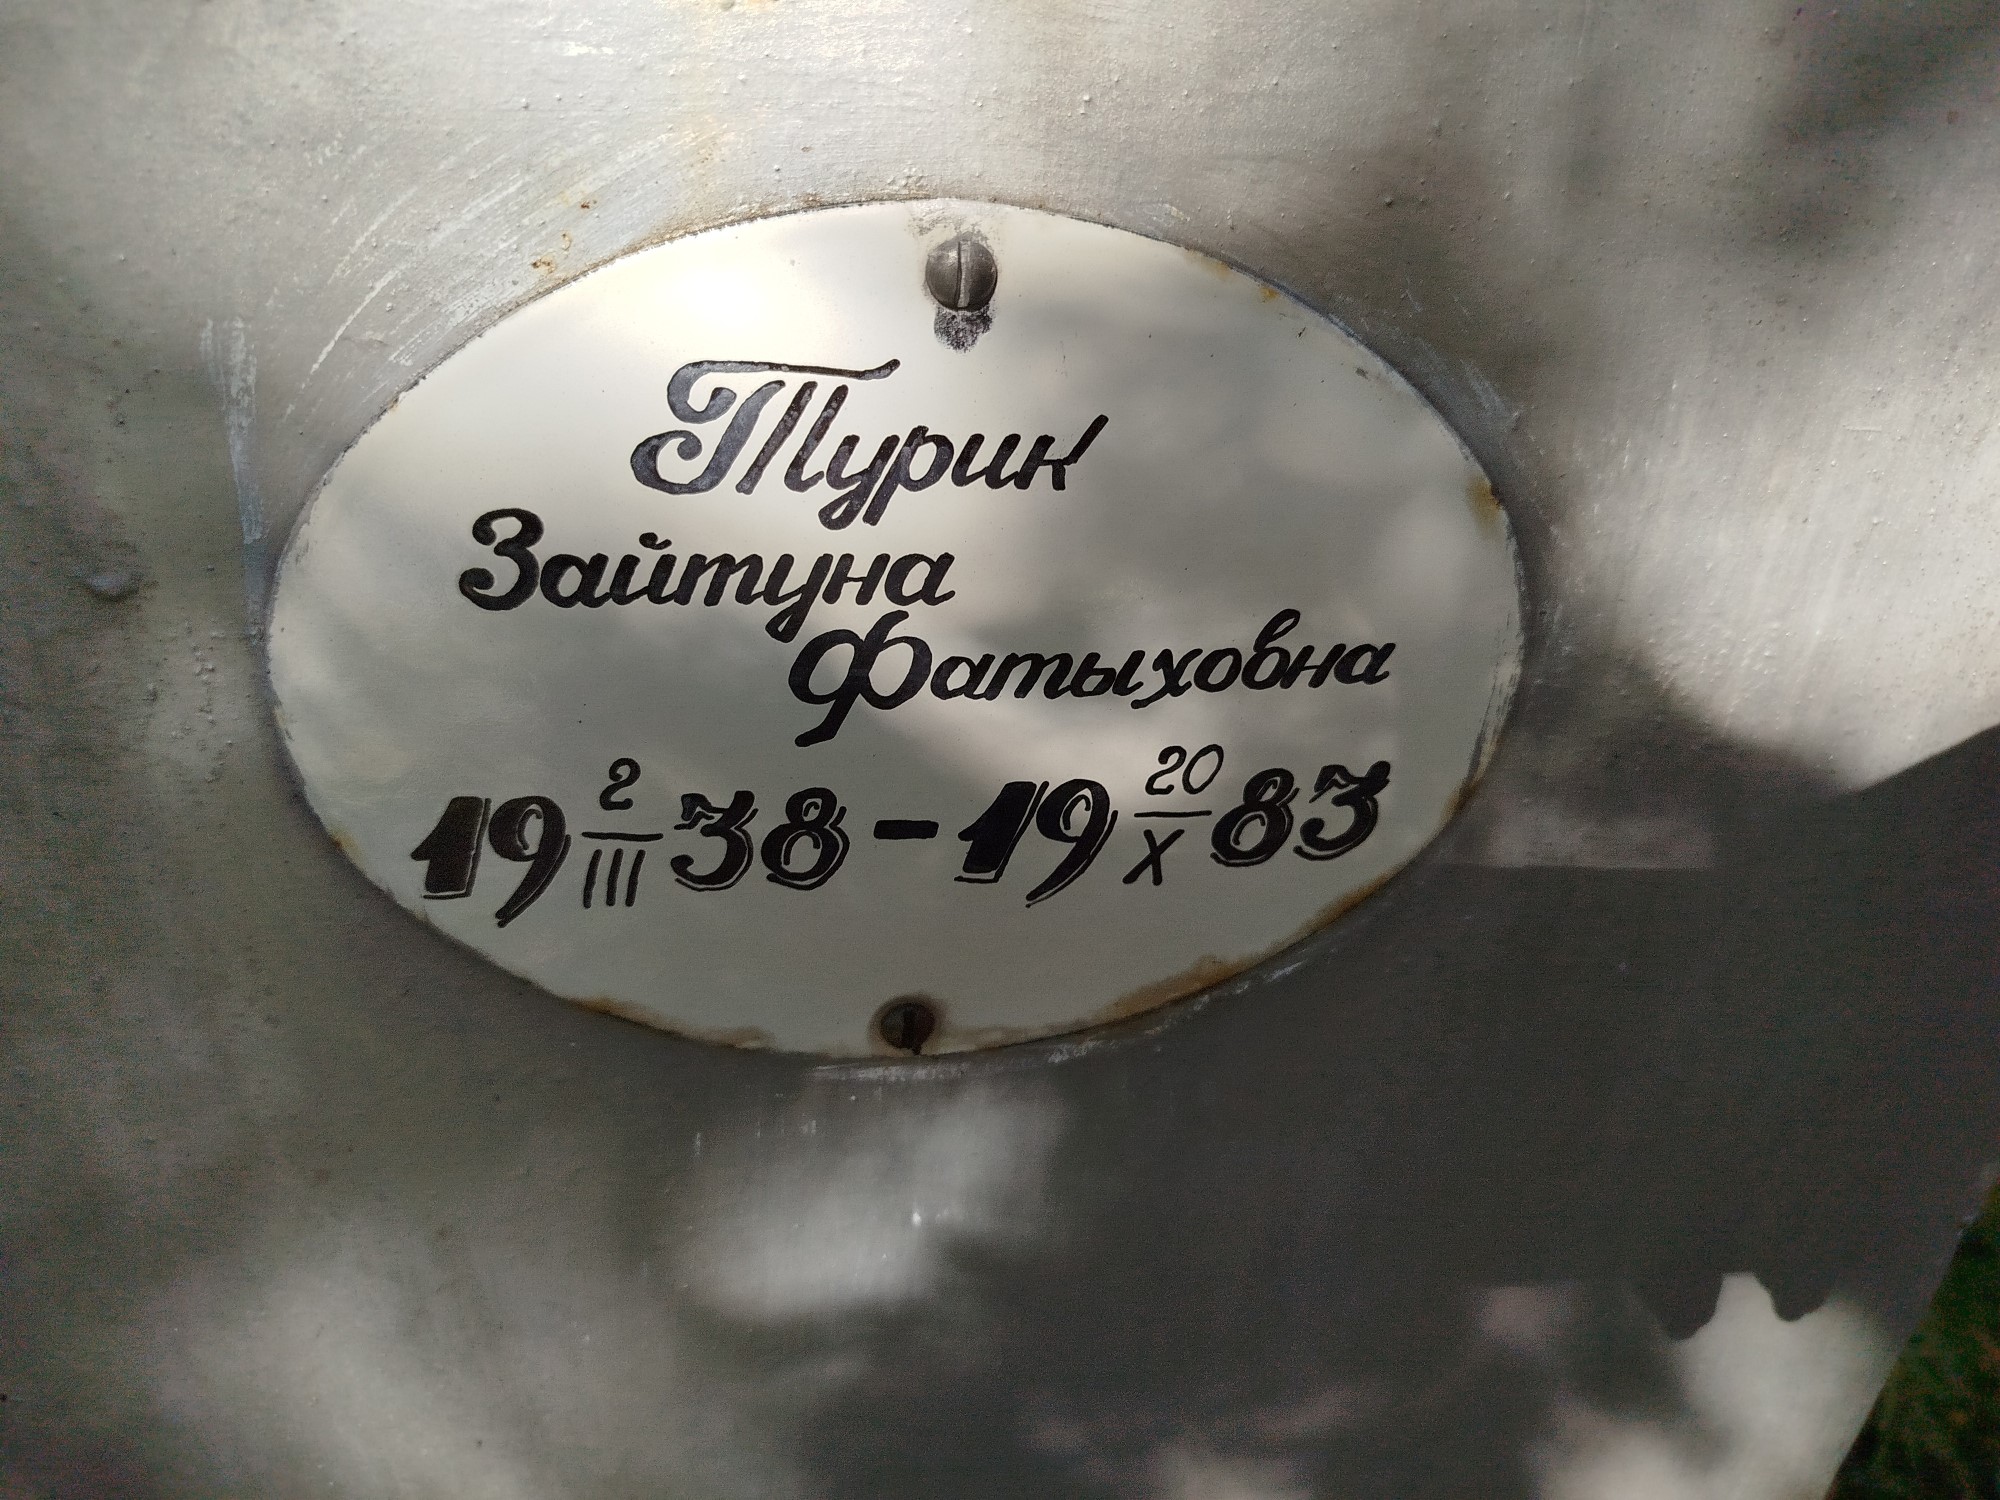 Турик
Зайтуна
Фатыховна
19 2/III 38 - 19 20/X 83